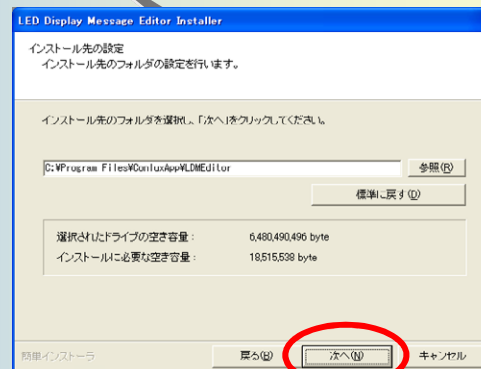 LED Display Message Editor Installer
インストール先の設定
インストール先のフォルダの設定を行います。
インストール先のフォルダを選択し、「次へ」をクリックしてください。
C:¥Program Files¥ConluxApp¥LDMEditor
参照(R)
標準に戻す(D)
選択されたドライブの空き容量： 6,480,490,496 byte
インストールに必要な空き容量： 18,515,538 byte
簡単インストーラ
戻る(B) 次へ(N) キャンセル